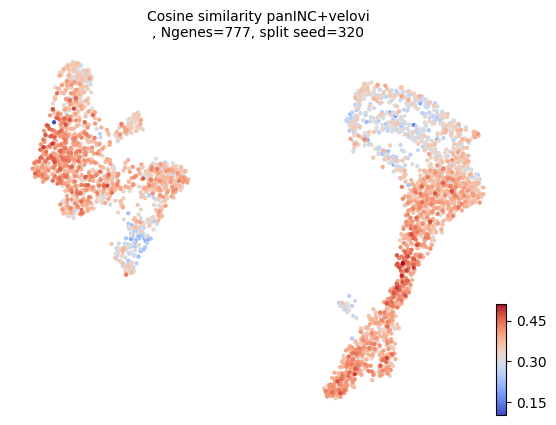 Cosine similarity panINC+velovi
, Ngenes=777, split seed=320
0.45
0.30
0.15